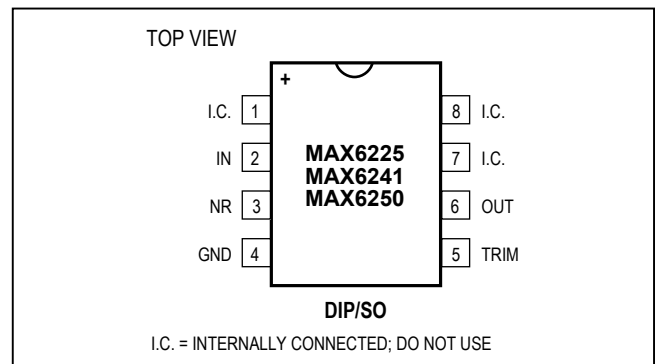 TOP VIEW
+
I.C. 1
8 I.C.
IN 2
MAX6225
7 I.C.
MAX6241
NR 3
MAX6250
6 OUT
GND 4
5 TRIM
DIP/SO
I.C. = INTERNALLY CONNECTED; DO NOT USE